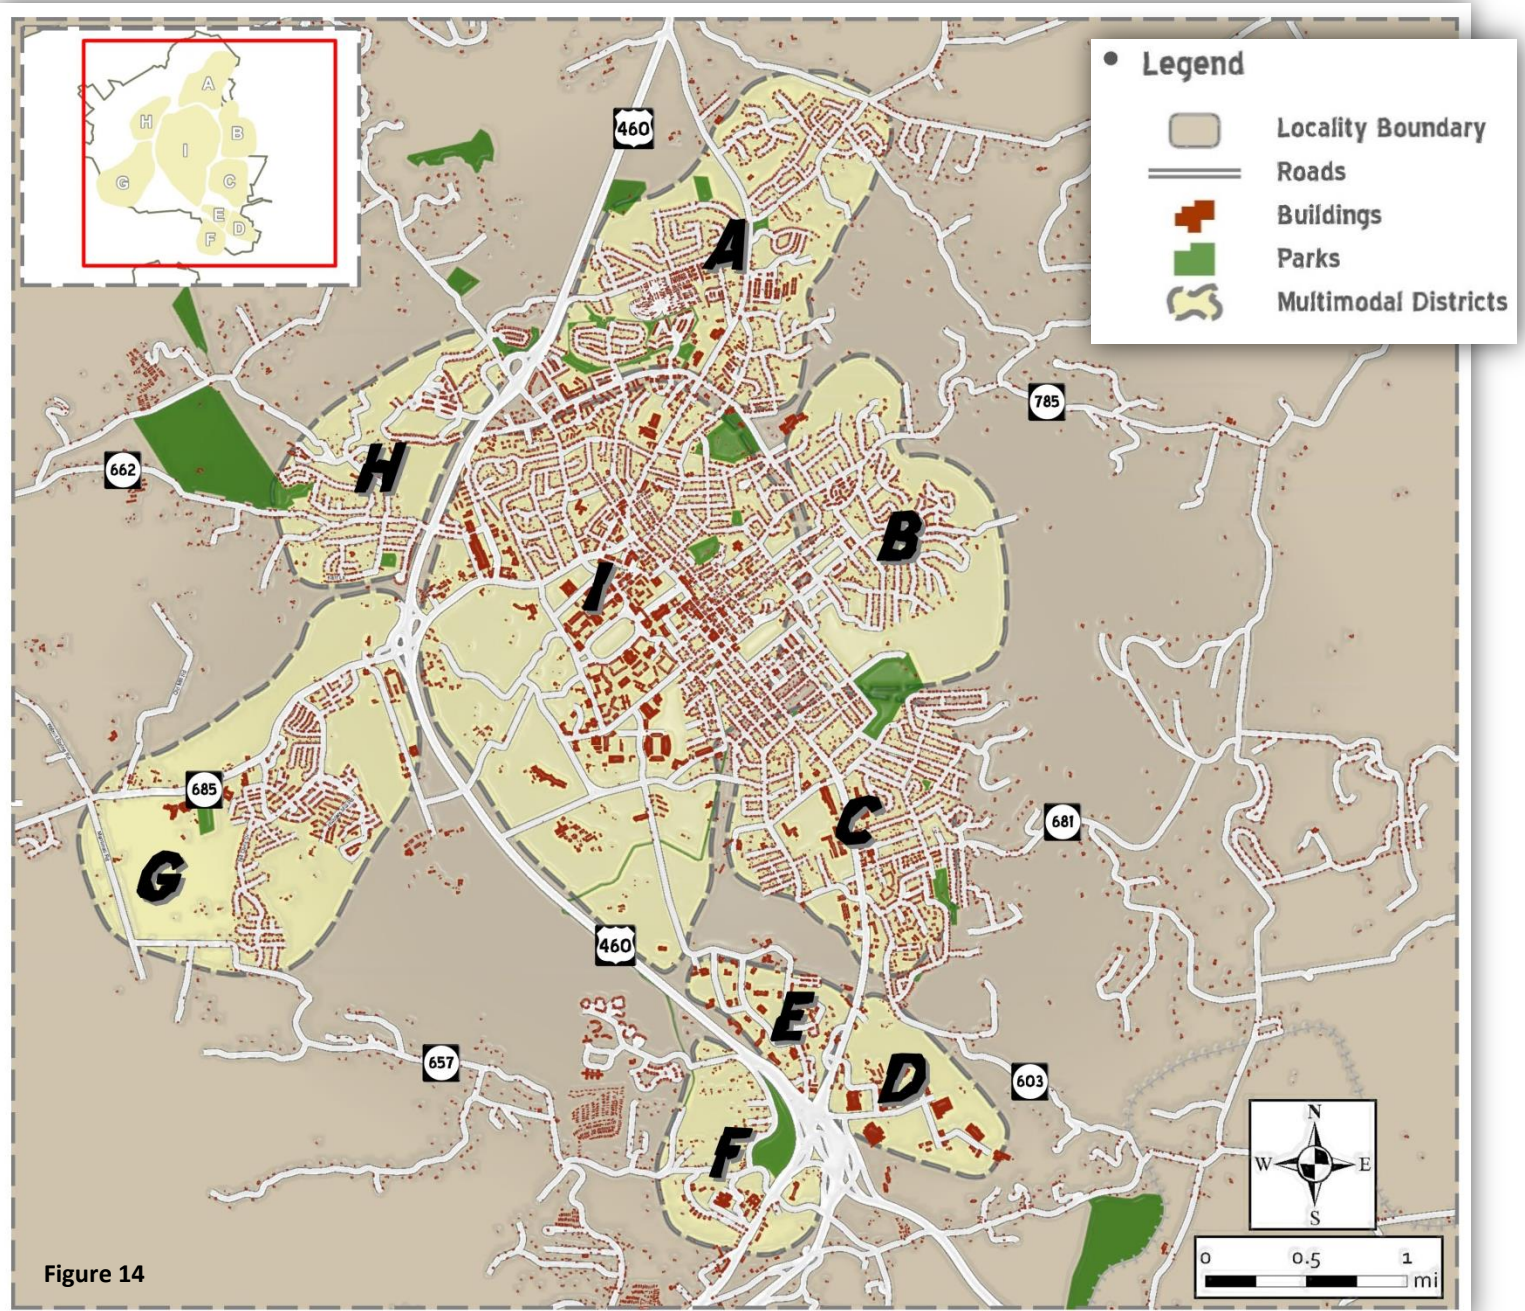 A
H
B
I
G
C
E
D
F
Legend
Locality Boundary
Roads
Buildings
Parks
Multimodal Districts
460
A
785
H
662
B
I
685
C
681
G
460
E
657
D
603
F
N
W E
S
0 0.5 1
mi
Figure 14